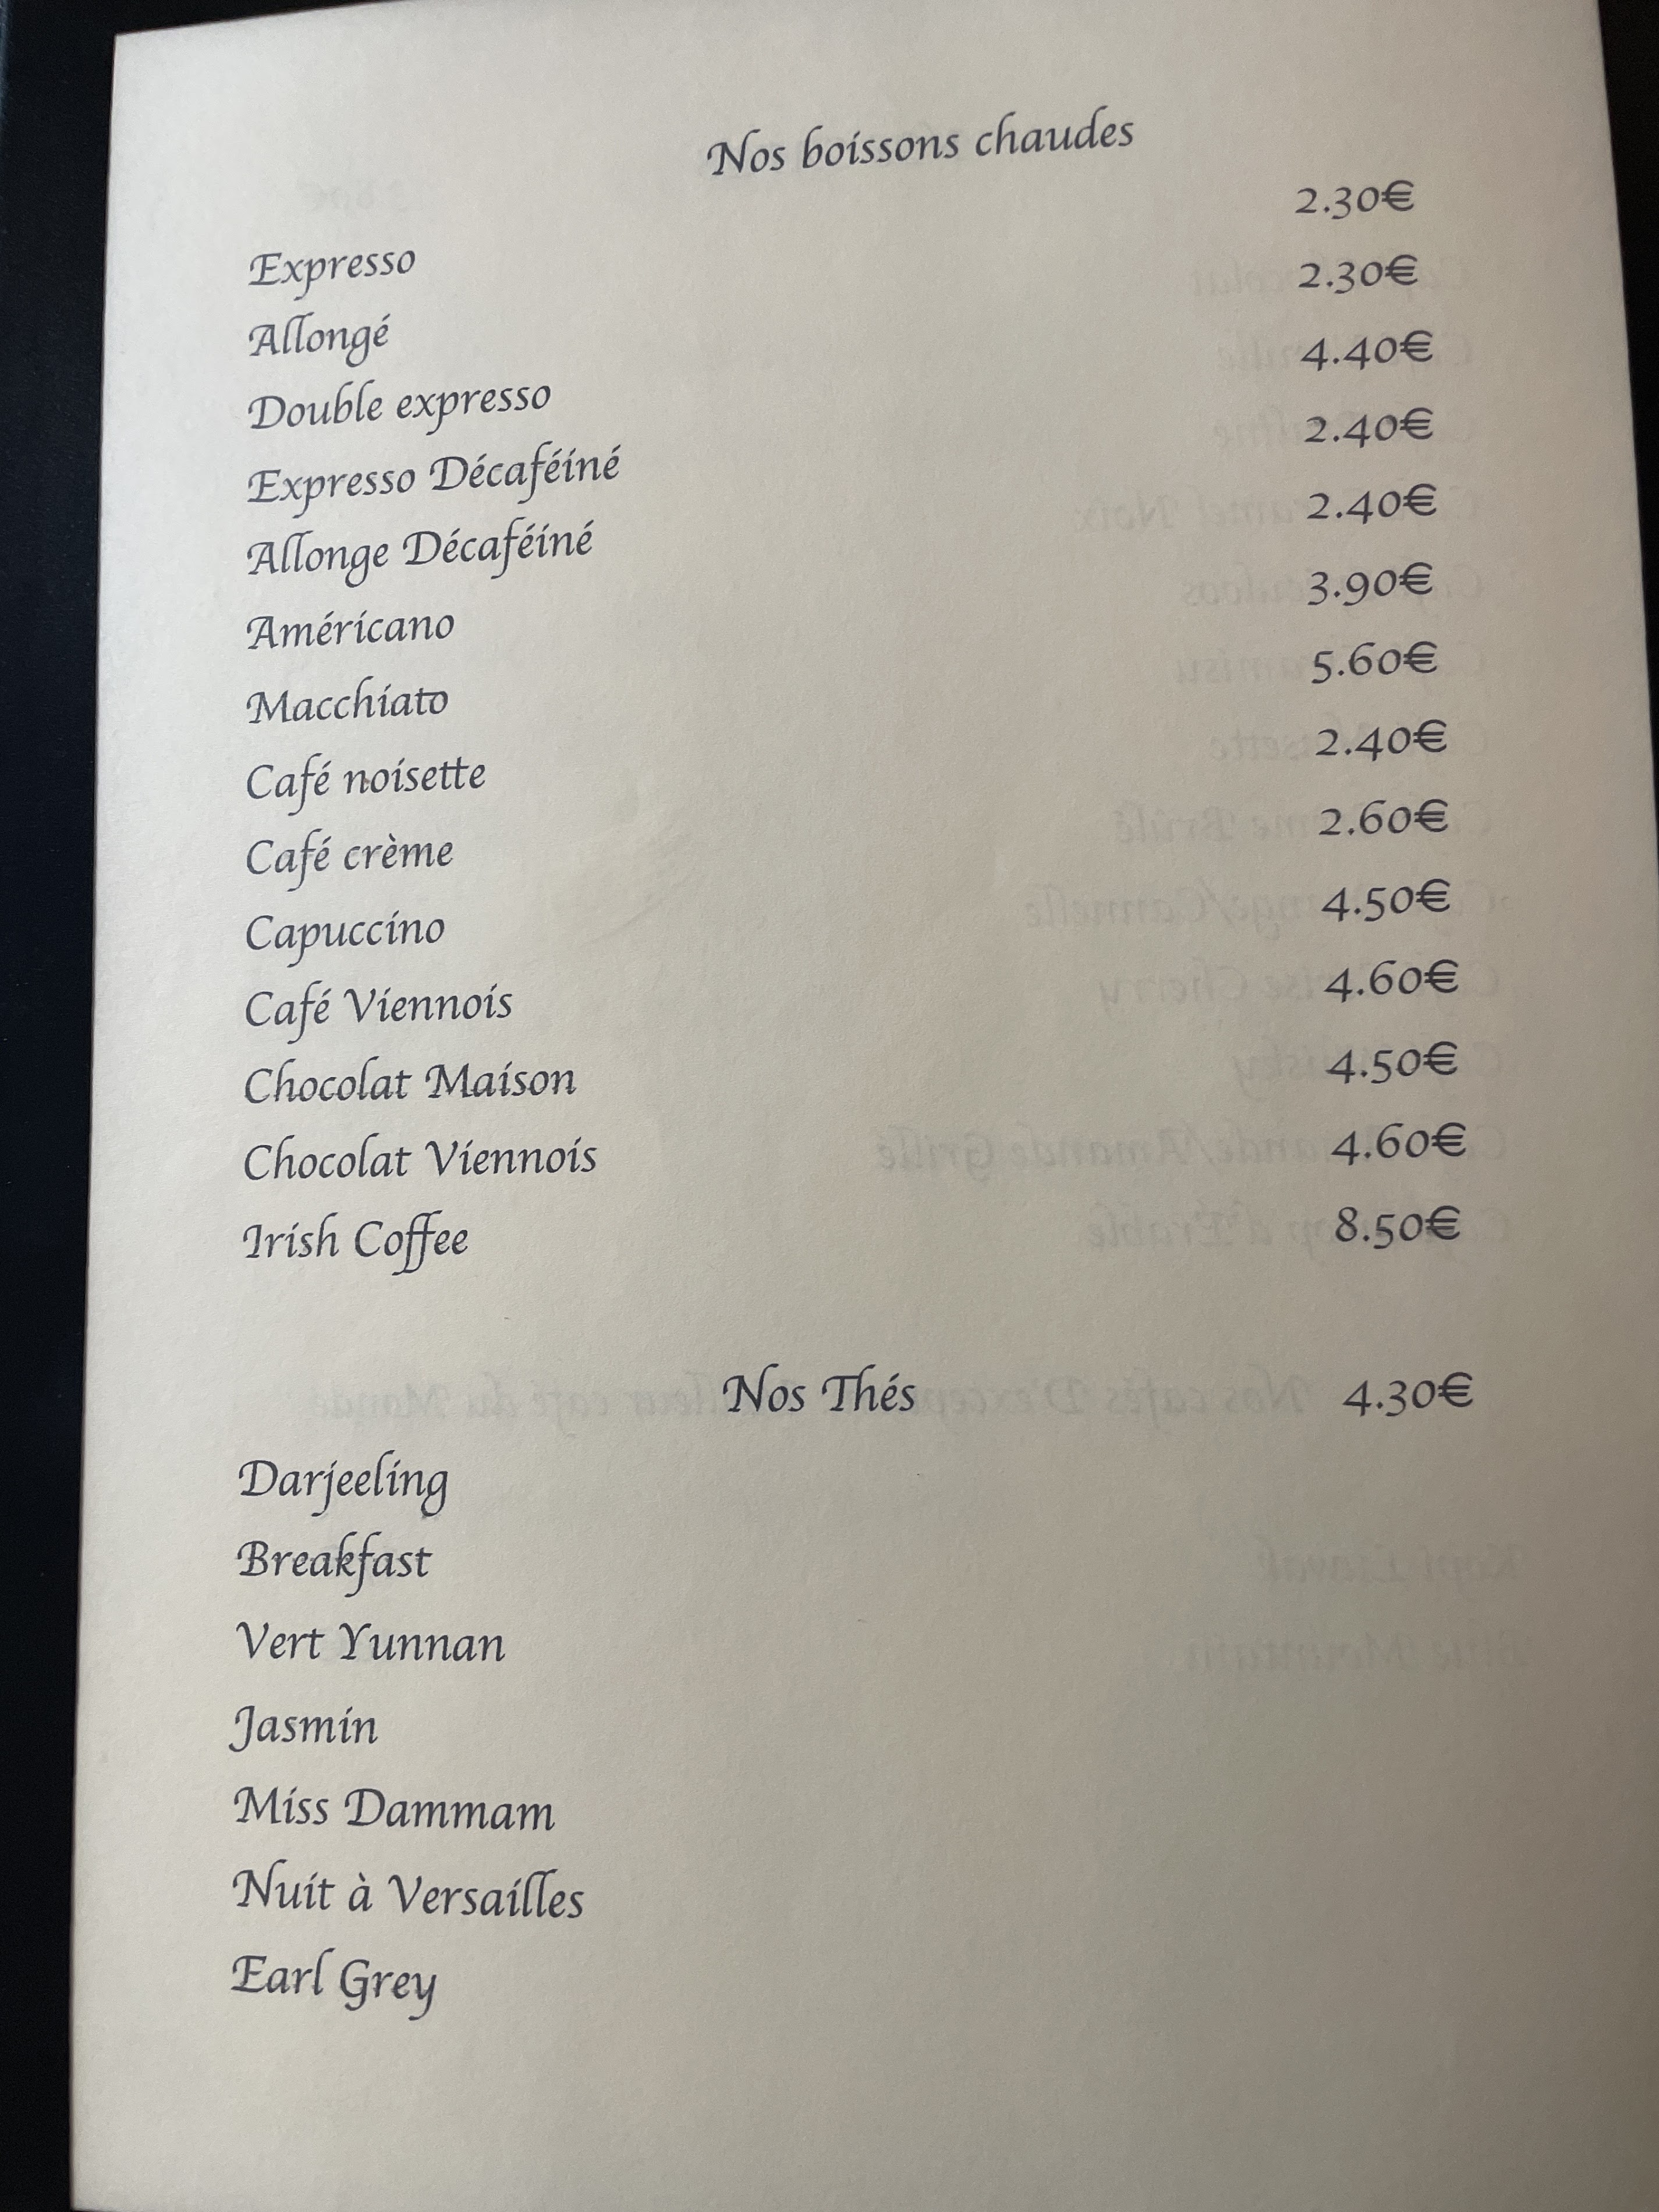 Nos boissons chaudes
Expresso 2.30€
Allongé 2.30€
Double expresso 4.40€
Expresso Décaféiné 2.40€
Allonge Décaféiné 2.40€
Américano 3.90€
Macchiato 5.60€
Café noisette 2.40€
Café crème 2.60€
Capuccino 4.50€
Café Viennois 4.60€
Chocolat Maison 4.50€
Chocolat Viennois 4.60€
Irish Coffee 8.50€
Nos Thés 4.30€
Darjeeling
Breakfast
Vert Yunnan
Jasmin
Miss Dammam
Nuit à Versailles
Earl Grey